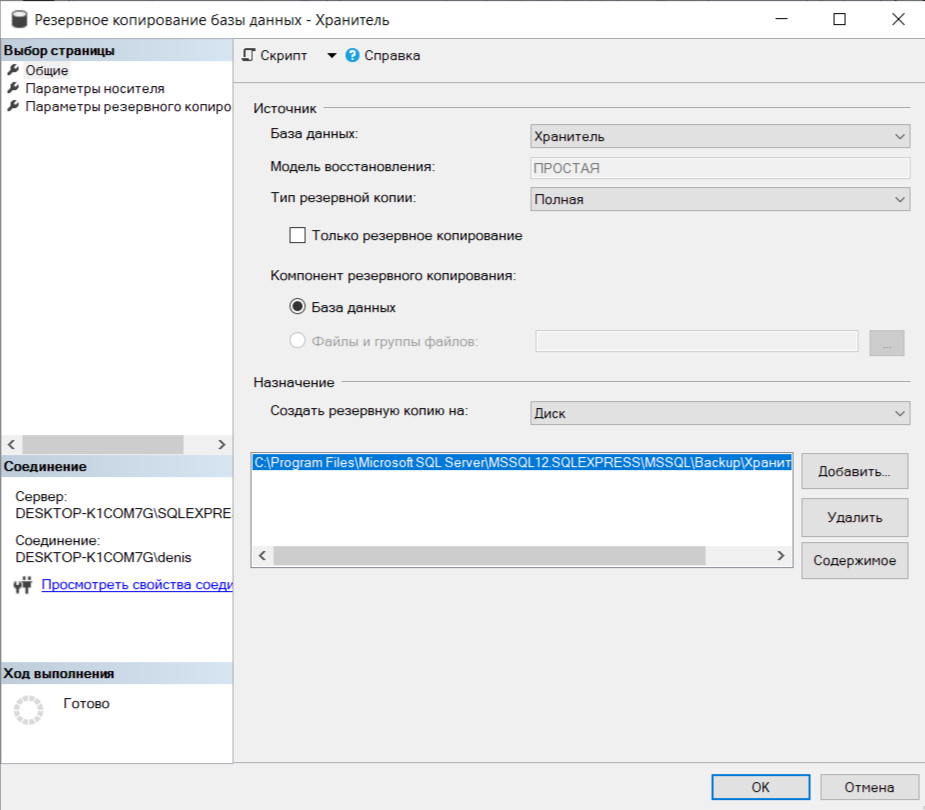 Резервное копирование базы данных - Хранитель
Выбор страницы
Общие
Параметры носителя
Параметры резервного копиро
Скрипт
Справка
Источник
База данных:
Хранитель
Модель восстановления:
ПРОСТАЯ
Тип резервной копии:
Полная
Только резервное копирование
Компонент резервного копирования:
База данных
Файлы и группы файлов:
...
Назначение
Создать резервную копию на:
Диск
C:\Program Files\Microsoft SQL Server\MSSQL12.SQLEXPRESS\MSSQL\Backup\Хранит
Добавить...
Удалить
Содержимое
Соединение
Сервер:
DESKTOP-K1COM7G\SQLEXPRE
Соединение:
DESKTOP-K1COM7G\denis
Просмотреть свойства соеди
Ход выполнения
Готово
OK
Отмена